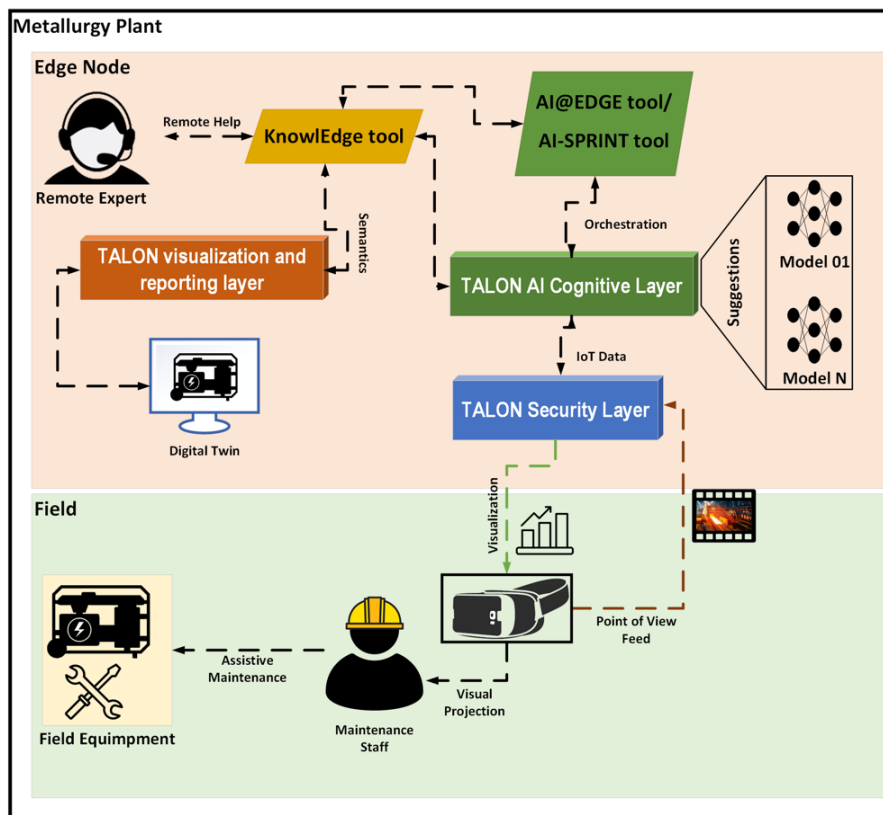 Metallurgy Plant
Edge Node
Remote Expert
Remote Help
KnowlEdge tool
AI@EDGE tool/
AI-SPRINT tool
Semantics
Orchestration
TALON visualization and
reporting layer
TALON AI Cognitive Layer
Suggestions
Model 01
Model N
IoT Data
Digital Twin
TALON Security Layer
Field
Visualization
Point of View
Feed
Assistive
Maintenance
Visual
Projection
Maintenance
Staff
Field Equimpment